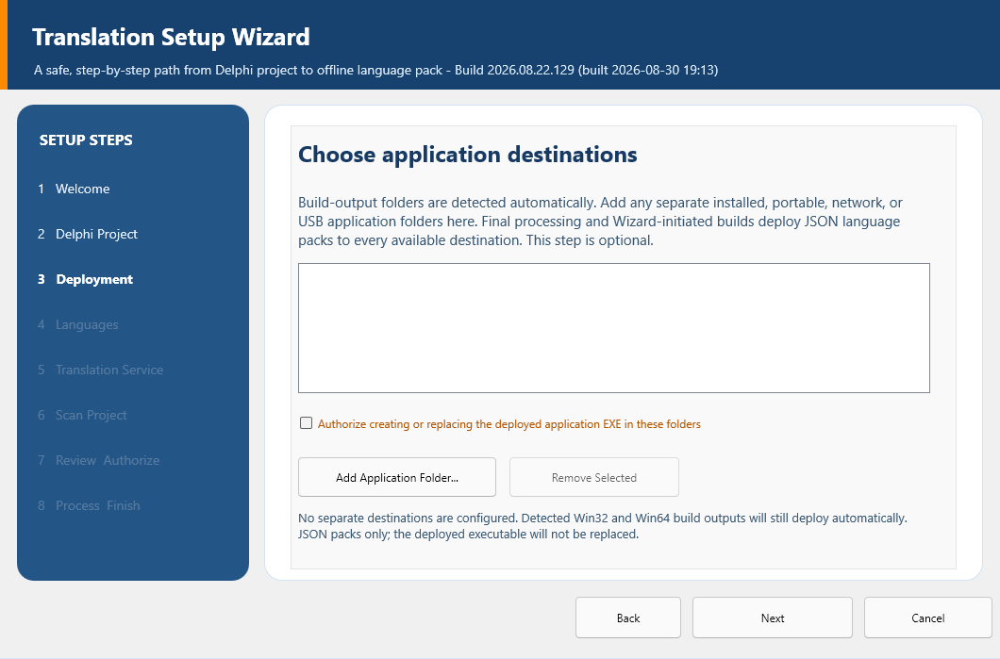 Translation Setup Wizard
A safe, step-by-step path from Delphi project to offline language pack - Build 2026.08.22.129 (built 2026-08-30 19:13)
SETUP STEPS
1 Welcome
2 Delphi Project
3 Deployment
4 Languages
5 Translation Service
6 Scan Project
7 Review Authorize
8 Process Finish
Choose application destinations
Build-output folders are detected automatically. Add any separate installed, portable, network, or
USB application folders here. Final processing and Wizard-initiated builds deploy JSON language
packs to every available destination. This step is optional.
Authorize creating or replacing the deployed application EXE in these folders
Add Application Folder... Remove Selected
No separate destinations are configured. Detected Win32 and Win64 build outputs will still deploy automatically.
JSON packs only; the deployed executable will not be replaced.
Back Next Cancel